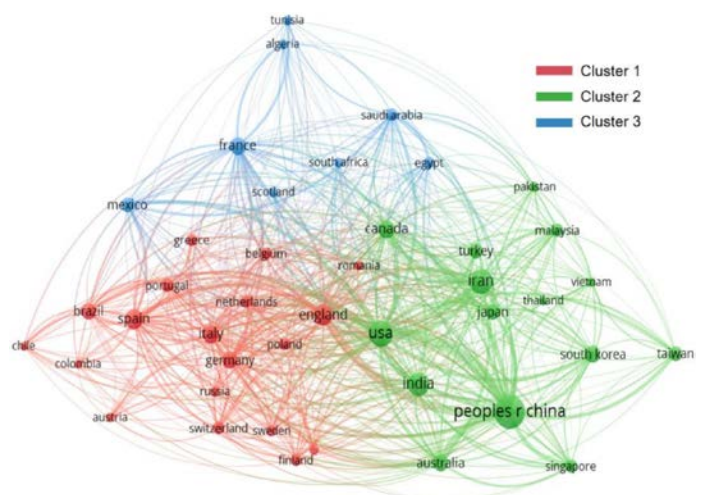 tunisia
algeria
Cluster 1
Cluster 2
Cluster 3
saudi arabia
france
south africa
egypt
scotland
pakistan
mexico
canada
malaysia
greece
belgium
turkey
romania
portugal
iran
vietnam
netherlands
thailand
brazil
spain
england
japan
italy
usa
chile
poland
germany
south korea
taiwan
colombia
russia
india
austria
peoples r china
switzerland
sweden
finland
australia
singapore